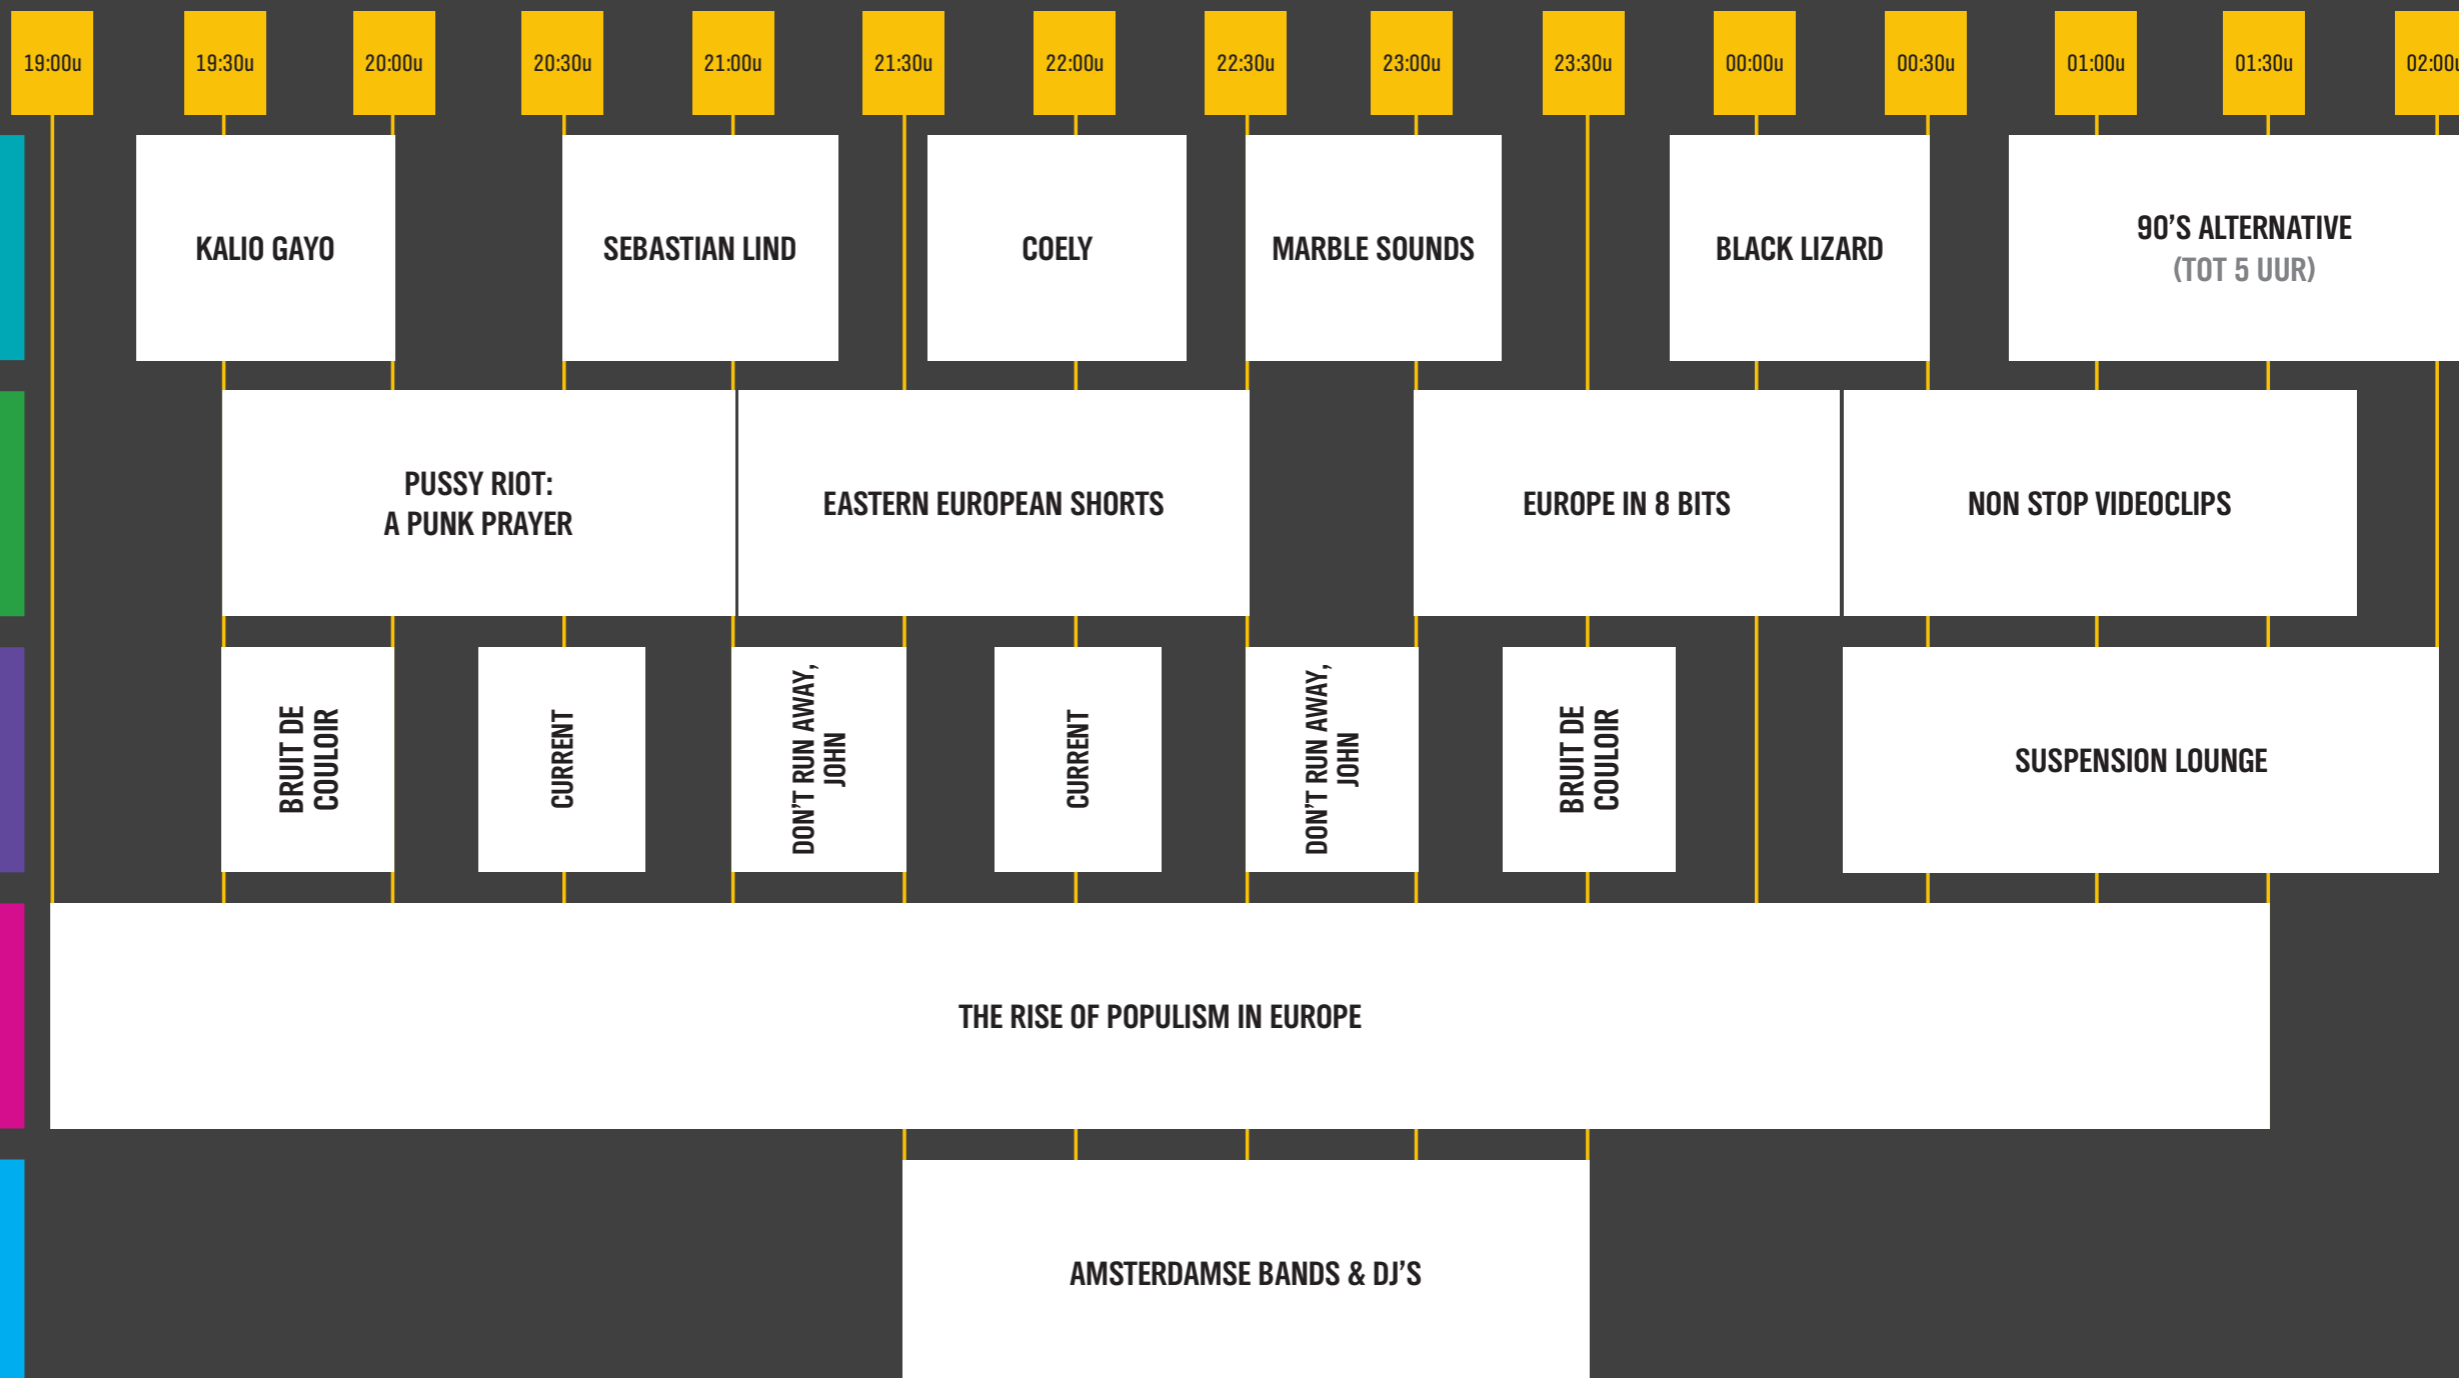 19:00u
19:30u
20:00u
20:30u
21:00u
21:30u
22:00u
22:30u
23:00u
23:30u
00:00u
00:30u
01:00u
01:30u
02:00u
KALIO GAYO
SEBASTIAN LIND
COELY
MARBLE SOUNDS
BLACK LIZARD
90'S ALTERNATIVE
(TOT 5 UUR)
PUSSY RIOT:
A PUNK PRAYER
EASTERN EUROPEAN SHORTS
EUROPE IN 8 BITS
NON STOP VIDEOCLIPS
BRUIT DE
COULOIR
CURRENT
DON'T RUN AWAY,
JOHN
CURRENT
DON'T RUN AWAY,
JOHN
BRUIT DE
COULOIR
SUSPENSION LOUNGE
THE RISE OF POPULISM IN EUROPE
AMSTERDAMSE BANDS & DJ'S